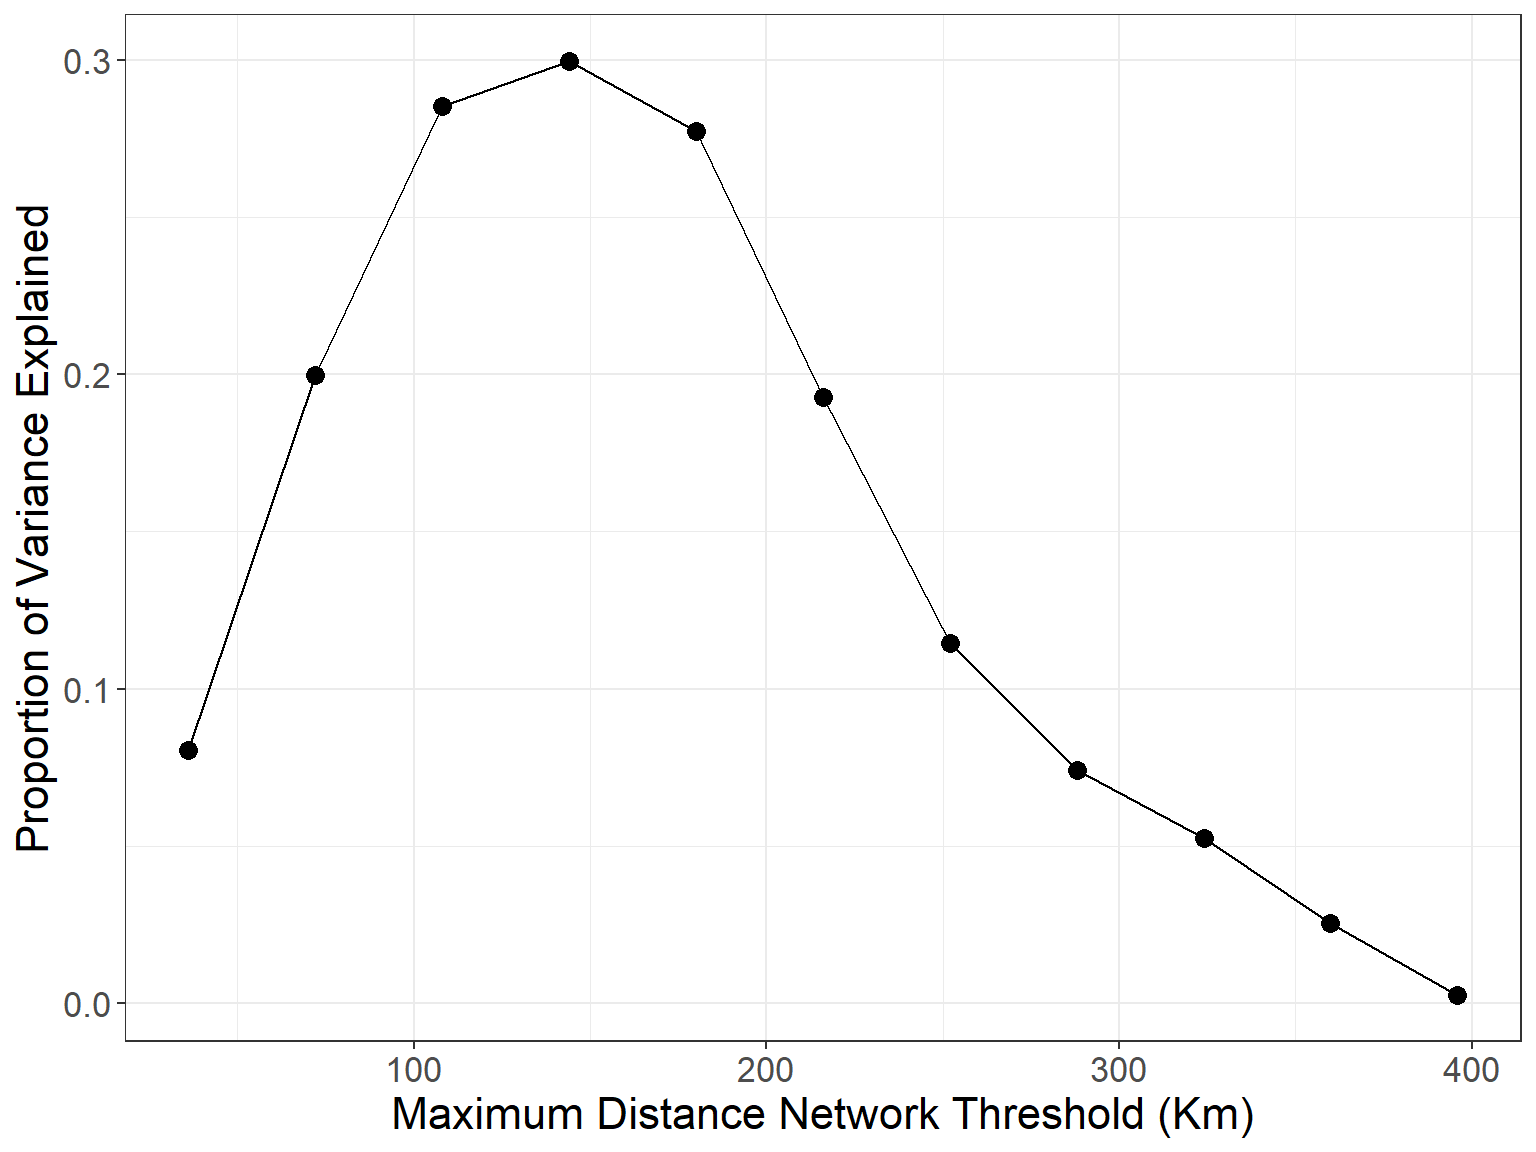 Proportion of Variance Explained
0.3
0.2
0.1
0.0
100 200 300 400
Maximum Distance Network Threshold (Km)